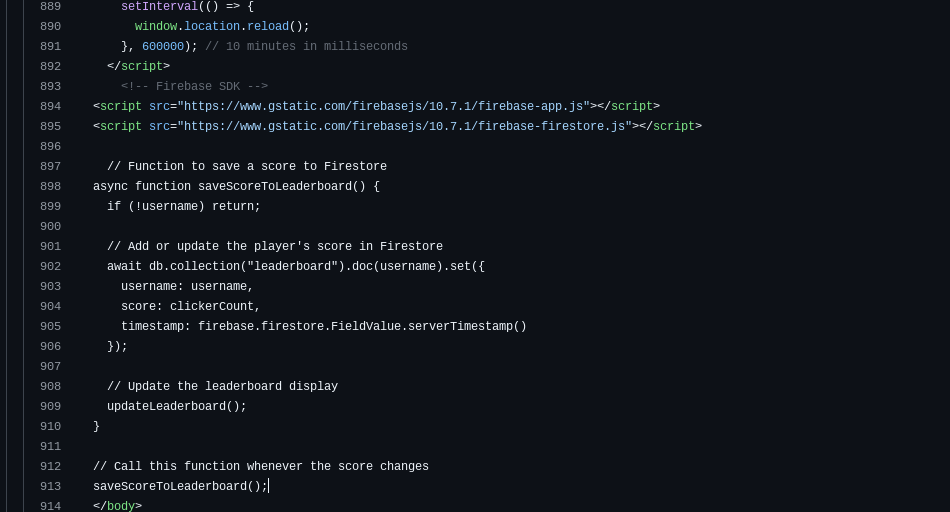 889 setInterval(() => {
890 window.location.reload();
891 }, 600000); // 10 minutes in milliseconds
892 </script>
893 <!-- Firebase SDK -->
894 <script src="https://www.gstatic.com/firebasejs/10.7.1/firebase-app.js"></script>
895 <script src="https://www.gstatic.com/firebasejs/10.7.1/firebase-firestore.js"></script>
896
897 // Function to save a score to Firestore
898 async function saveScoreToLeaderboard() {
899 if (!username) return;
900
901 // Add or update the player's score in Firestore
902 await db.collection("leaderboard").doc(username).set({
903 username: username,
904 score: clickerCount,
905 timestamp: firebase.firestore.FieldValue.serverTimestamp()
906 });
907
908 // Update the leaderboard display
909 updateLeaderboard();
910 }
911
912 // Call this function whenever the score changes
913 saveScoreToLeaderboard();
914 </body>